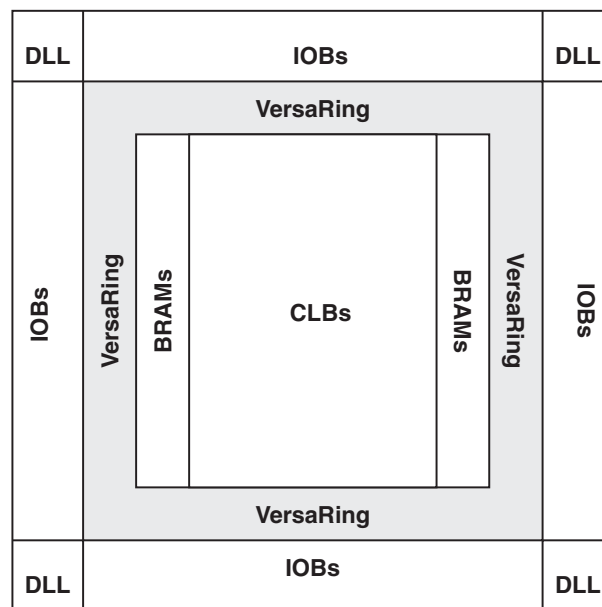 DLL
IOBs
DLL
VersaRing
IOBs
VersaRing
BRAMs
CLBs
BRAMs
VersaRing
IOBs
VersaRing
DLL
IOBs
DLL